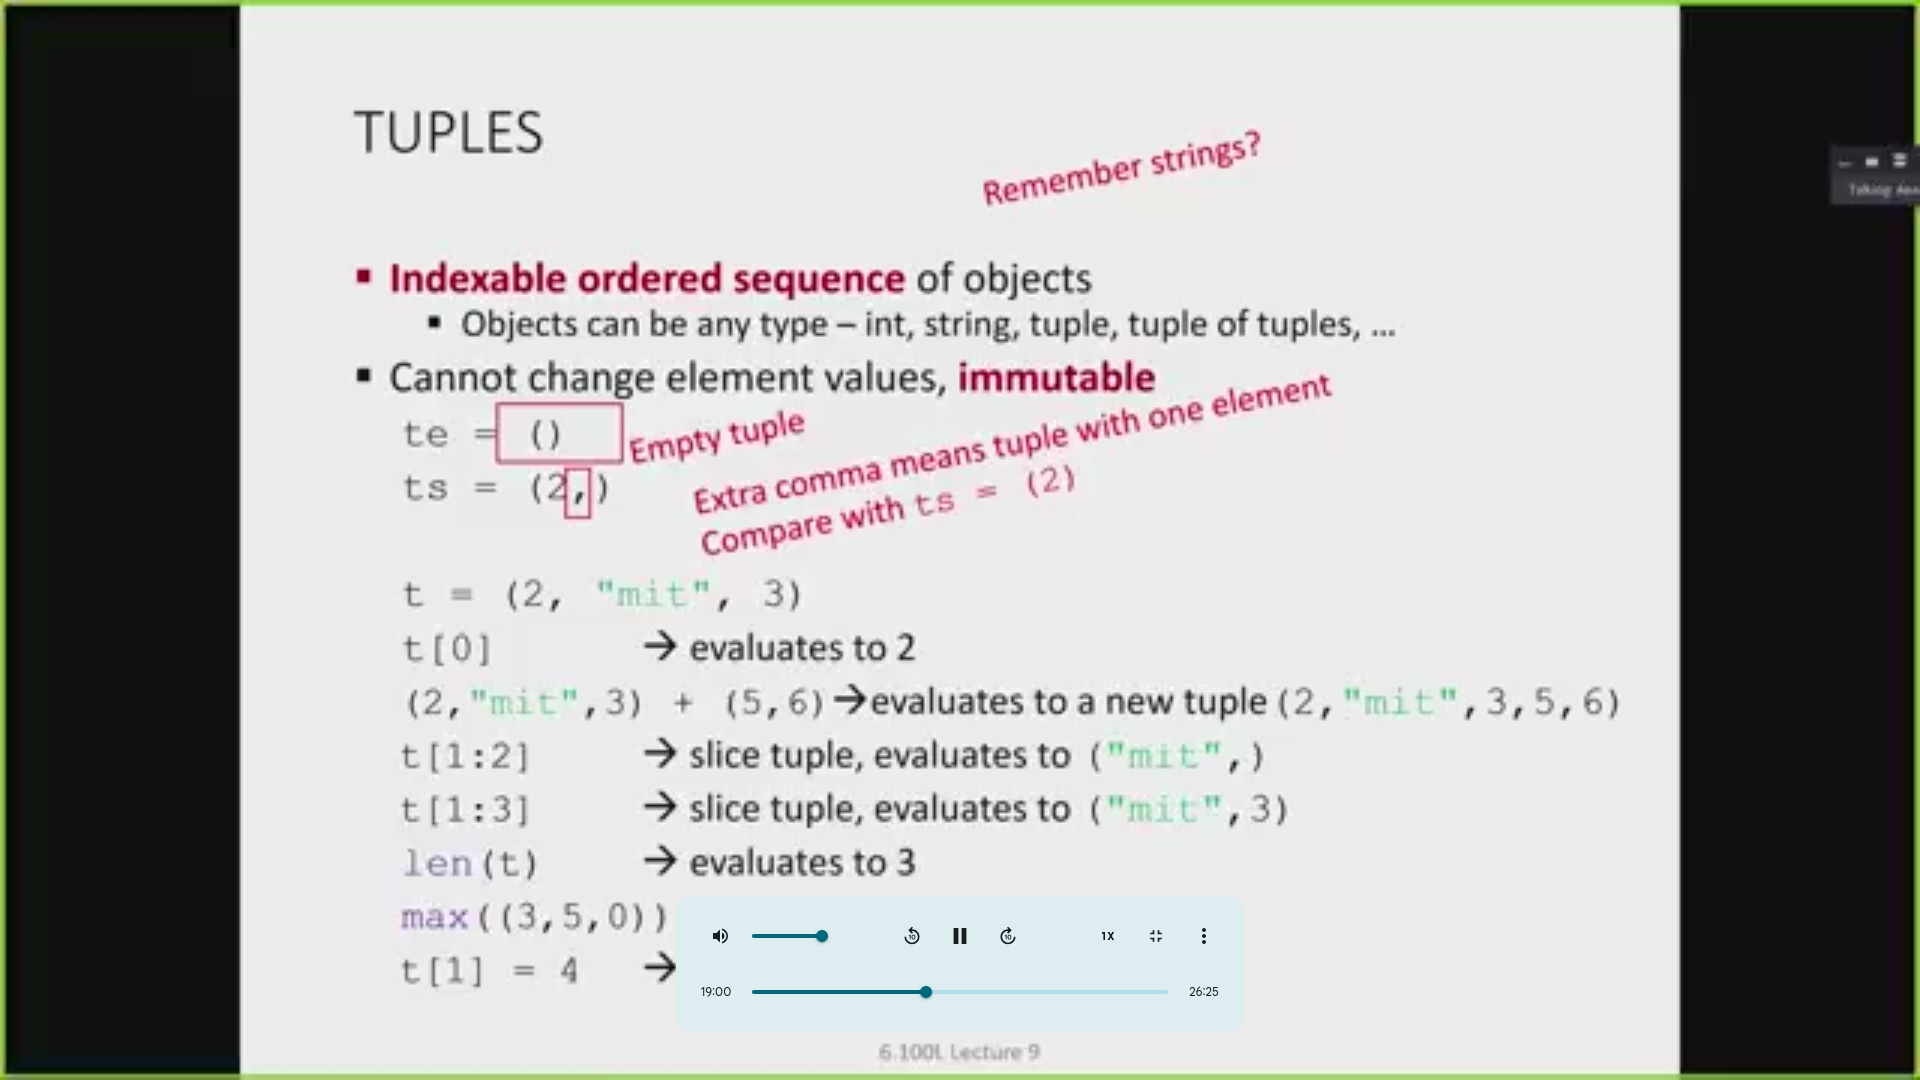 TUPLES
Remember strings?
Indexable ordered sequence of objects
Objects can be any type – int, string, tuple, tuple of tuples, ...
Cannot change element values, immutable
te = ()
Empty tuple
ts = (2,)
Extra comma means tuple with one element
Compare with ts = (2)
t = (2, "mit", 3)
t[0] → evaluates to 2
(2,"mit",3) + (5,6)→evaluates to a new tuple (2,"mit",3,5,6)
t[1:2] → slice tuple, evaluates to ("mit",)
t[1:3] → slice tuple, evaluates to ("mit",3)
len(t) → evaluates to 3
max((3,5,0))
t[1] = 4 →
10 10 1X
19:00 26:25
6.100L Lecture 9